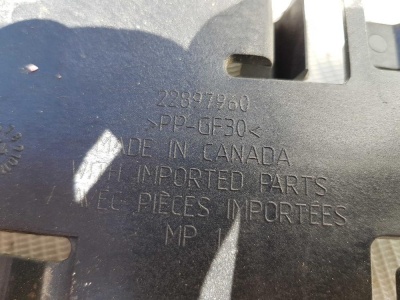 22897960
>PP-GF30<
MADE IN CANADA
WITH IMPORTED PARTS
AVEC PIÈCES IMPORTÉES
MP 1